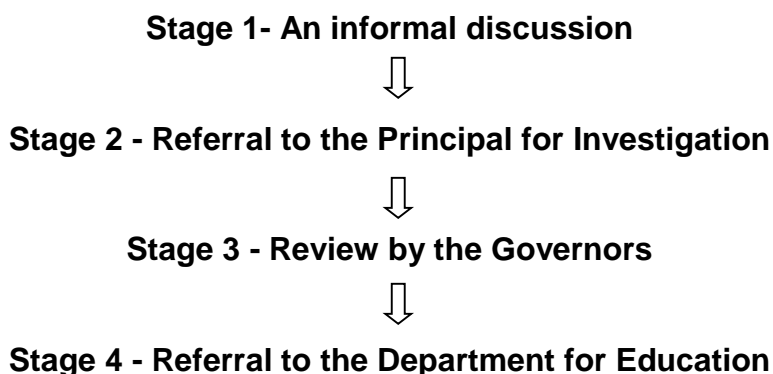 Stage 1- An informal discussion
Stage 2 - Referral to the Principal for Investigation
Stage 3 - Review by the Governors
Stage 4 - Referral to the Department for Education